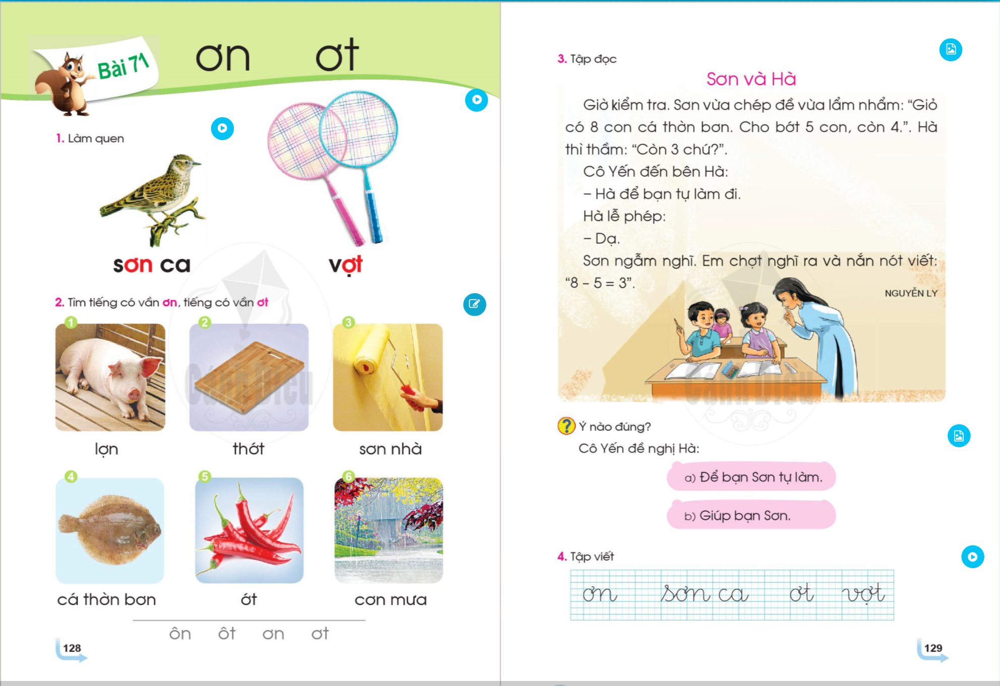 Bài 71
ơn ơt
1. Làm quen
sơn ca vợt
2. Tìm tiếng có vần ơn, tiếng có vần ơt
1 2 3
lợn thớt sơn nhà
4 5 6
cá thờn bơn ớt cơn mưa
ôn ôt ơn ơt
128
Cánh Diều
3. Tập đọc
Sơn và Hà
Giờ kiểm tra. Sơn vừa chép đề vừa lẩm nhẩm: “Giỏ
có 8 con cá thờn bơn. Cho bớt 5 con, còn 4.”. Hà
thì thầm: “Còn 3 chứ?”.
Cô Yến đến bên Hà:
– Hà để bạn tự làm đi.
Hà lễ phép:
– Dạ.
Sơn ngẫm nghĩ. Em chợt nghĩ ra và nắn nót viết:
“8 – 5 = 3”.
NGUYỄN LY
Cánh Diều
? Ý nào đúng?
Cô Yến đề nghị Hà:
a) Để bạn Sơn tự làm.
b) Giúp bạn Sơn.
4. Tập viết
ơn sơn ca ơt vợt
129